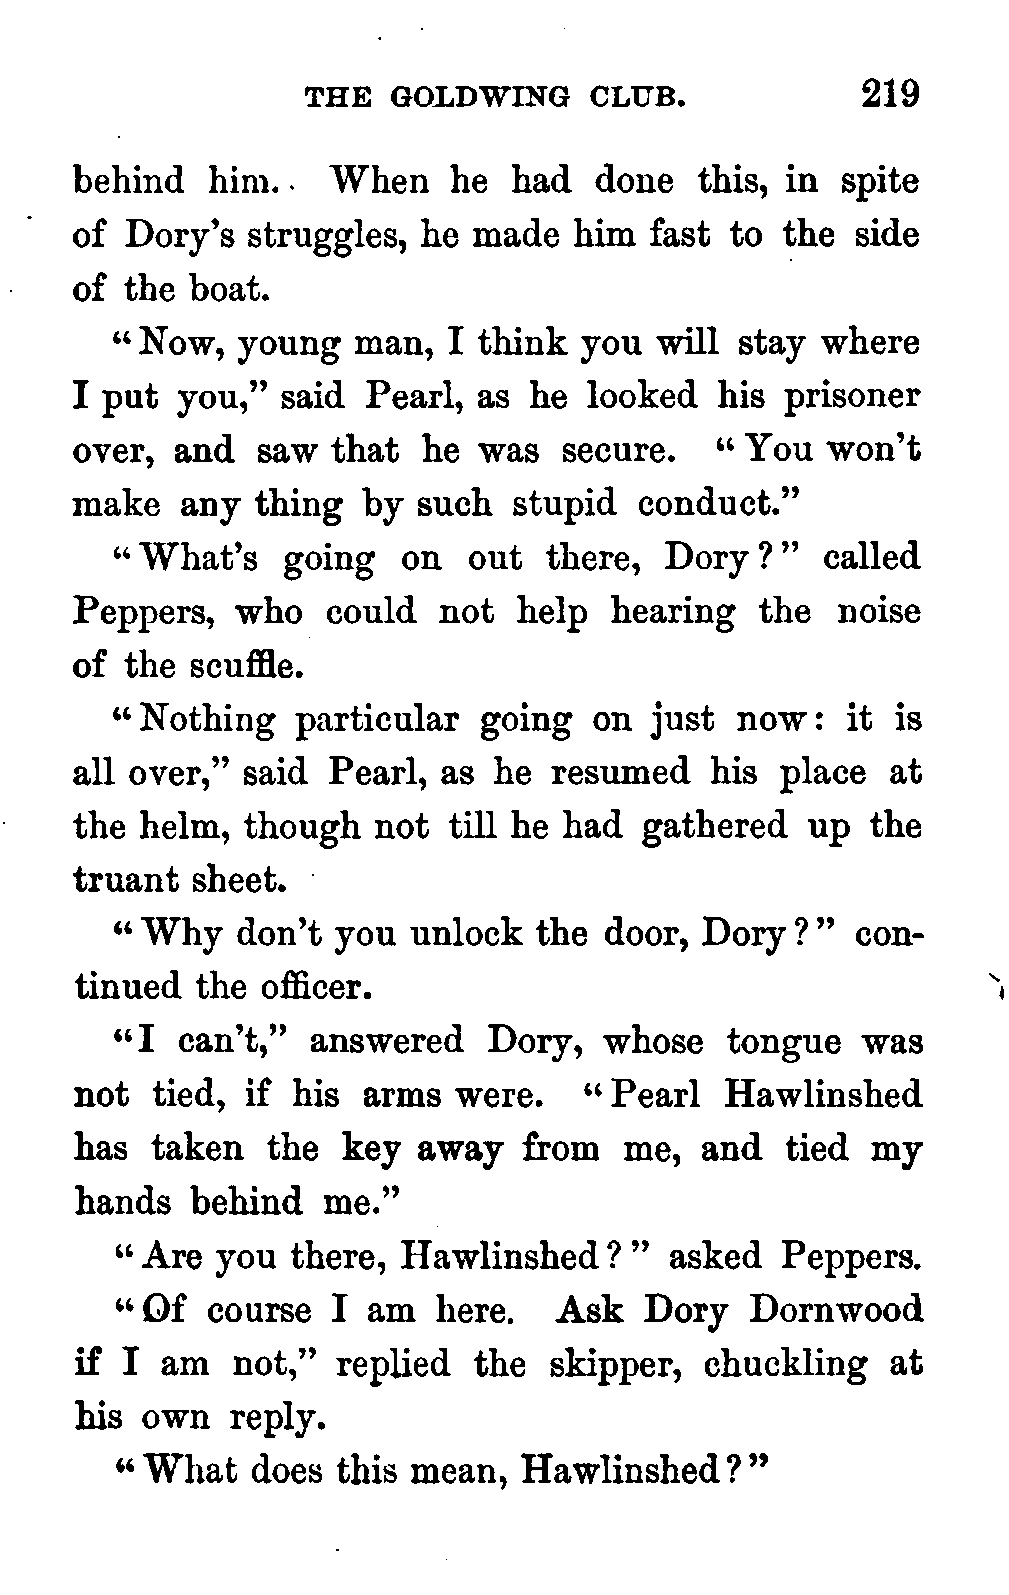 THE GOLDWING CLUB. 219
behind him. When he had done this, in spite
of Dory's struggles, he made him fast to the side
of the boat.
"Now, young man, I think you will stay where
I put you," said Pearl, as he looked his prisoner
over, and saw that he was secure. "You won't
make any thing by such stupid conduct."
"What's going on out there, Dory?" called
Peppers, who could not help hearing the noise
of the scuffle.
"Nothing particular going on just now: it is
all over," said Pearl, as he resumed his place at
the helm, though not till he had gathered up the
truant sheet.
"Why don't you unlock the door, Dory?" con-
tinued the officer.
"I can't," answered Dory, whose tongue was
not tied, if his arms were. "Pearl Hawlinshed
has taken the key away from me, and tied my
hands behind me."
"Are you there, Hawlinshed?" asked Peppers.
"Of course I am here. Ask Dory Dornwood
if I am not," replied the skipper, chuckling at
his own reply.
"What does this mean, Hawlinshed?"